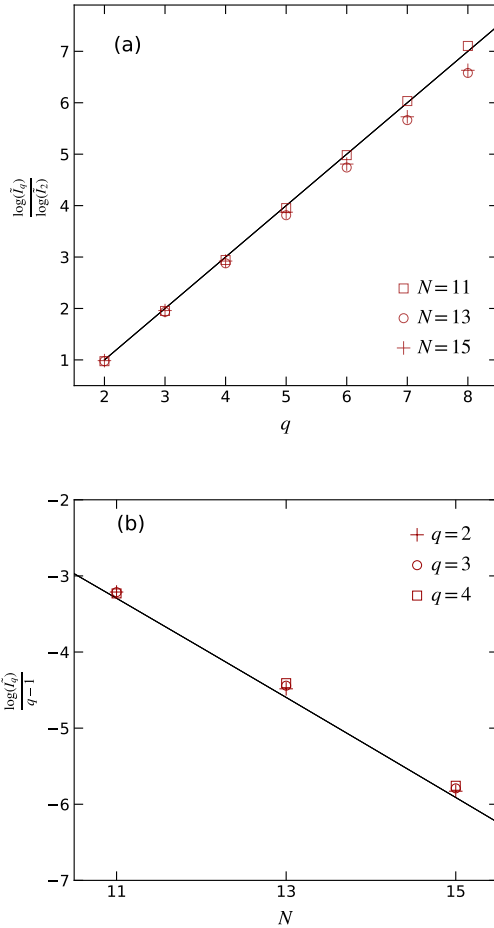 (a)
7
6
5
4
3
2
1
log(Ĩ_q)
log(Ĩ_2)
N = 11
N = 13
N = 15
2 3 4 5 6 7 8
q
(b)
−2
−3
−4
−5
−6
−7
log(Ĩ_q)
q − 1
q = 2
q = 3
q = 4
11 13 15
N